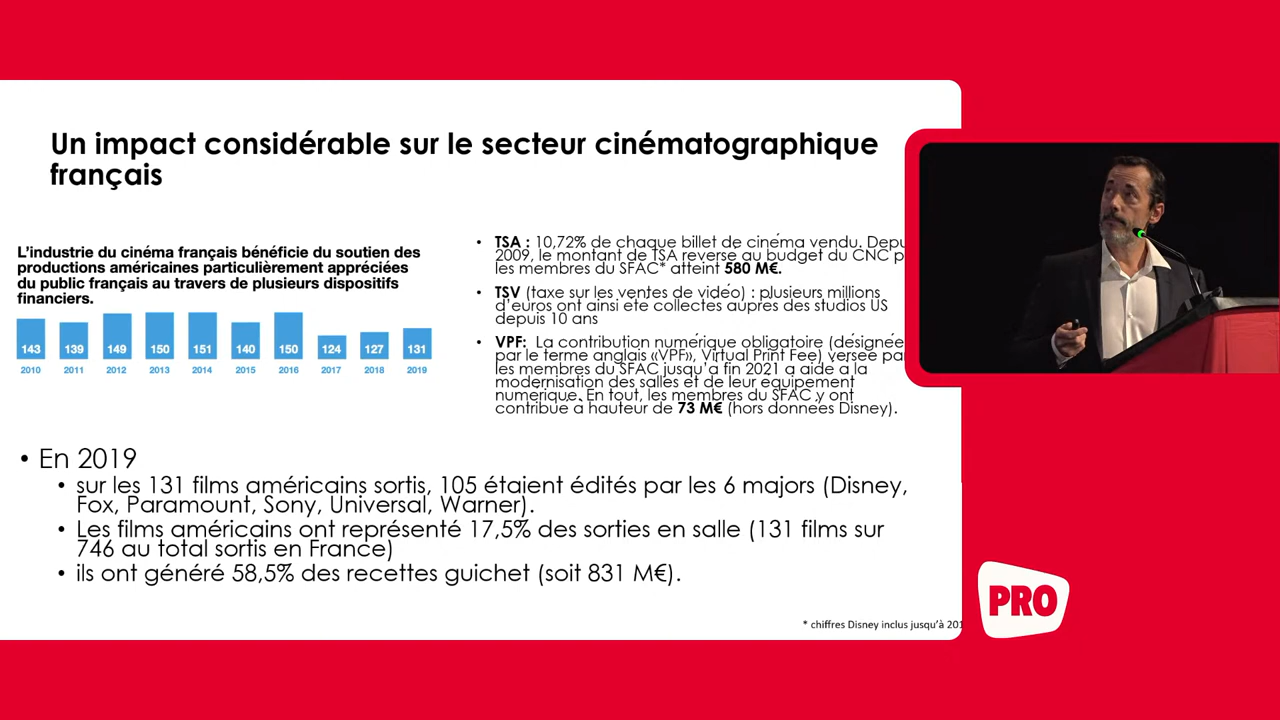 Un impact considérable sur le secteur cinématographique
français
L'industrie du cinéma français bénéficie du soutien des
productions américaines particulièrement appréciées
du public français au travers de plusieurs dispositifs
financiers.
143 139 149 150 151 140 150 124 127 131
2010 2011 2012 2013 2014 2015 2016 2017 2018 2019
• TSA : 10,72% de chaque billet de cinéma vendu. Depu
2009, le montant de TSA reversé au budget du CNC p
les membres du SFAC* atteint 580 M€.
• TSV (taxe sur les ventes de vidéo) : plusieurs millions
d'euros ont ainsi été collectés auprès des studios US
depuis 10 ans
• VPF: La contribution numérique obligatoire (désignée
par le terme anglais «VPF», Virtual Print Fee) versée par
les membres du SFAC jusqu'à fin 2021 a aidé à la
modernisation des salles et de leur équipement
numérique. En tout, les membres du SFAC y ont
contribué à hauteur de 73 M€ (hors données Disney).
• En 2019
• sur les 131 films américains sortis, 105 étaient édités par les 6 majors (Disney,
Fox, Paramount, Sony, Universal, Warner).
• Les films américains ont représenté 17,5% des sorties en salle (131 films sur
746 au total sortis en France)
• ils ont généré 58,5% des recettes guichet (soit 831 M€).
* chiffres Disney inclus jusqu'à 201
PRO